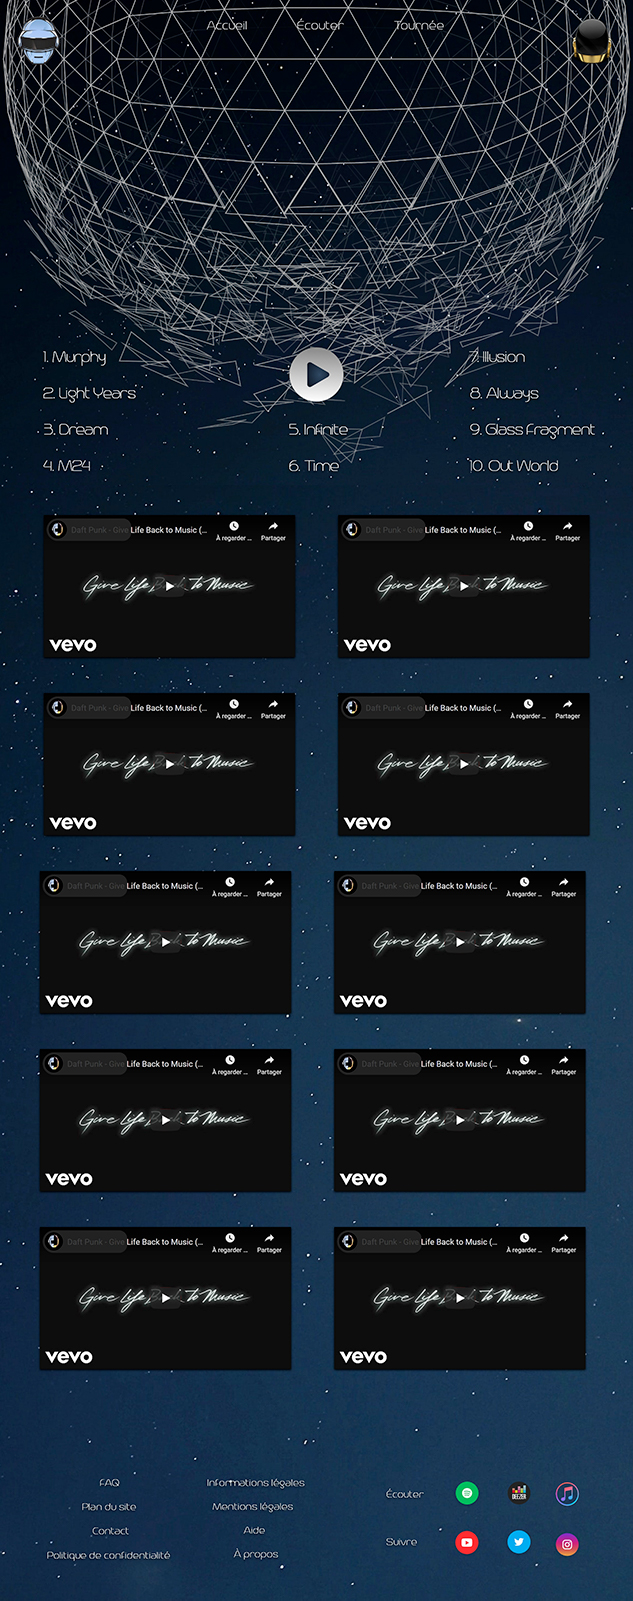 Accueil
Écouter
Tournée
1. Murphy
2. Light Years
3. Dream
4. M24
5. Infinite
6. Time
7. Illusion
8. Always
9. Glass Fragment
10. Out World
Daft Punk - Give Life Back to Music (...
À regarder ...
Partager
Give Life Back To Music
vevo
Daft Punk - Give Life Back to Music (...
À regarder ...
Partager
Give Life Back To Music
vevo
Daft Punk - Give Life Back to Music (...
À regarder ...
Partager
Give Life Back To Music
vevo
Daft Punk - Give Life Back to Music (...
À regarder ...
Partager
Give Life Back To Music
vevo
Daft Punk - Give Life Back to Music (...
À regarder ...
Partager
Give Life Back To Music
vevo
Daft Punk - Give Life Back to Music (...
À regarder ...
Partager
Give Life Back To Music
vevo
Daft Punk - Give Life Back to Music (...
À regarder ...
Partager
Give Life Back To Music
vevo
Daft Punk - Give Life Back to Music (...
À regarder ...
Partager
Give Life Back To Music
vevo
Daft Punk - Give Life Back to Music (...
À regarder ...
Partager
Give Life Back To Music
vevo
Daft Punk - Give Life Back to Music (...
À regarder ...
Partager
Give Life Back To Music
vevo
FAQ
Plan du site
Contact
Politique de confidentialité
Informations légales
Mentions légales
Aide
À propos
Écouter
DEEZER
Suivre